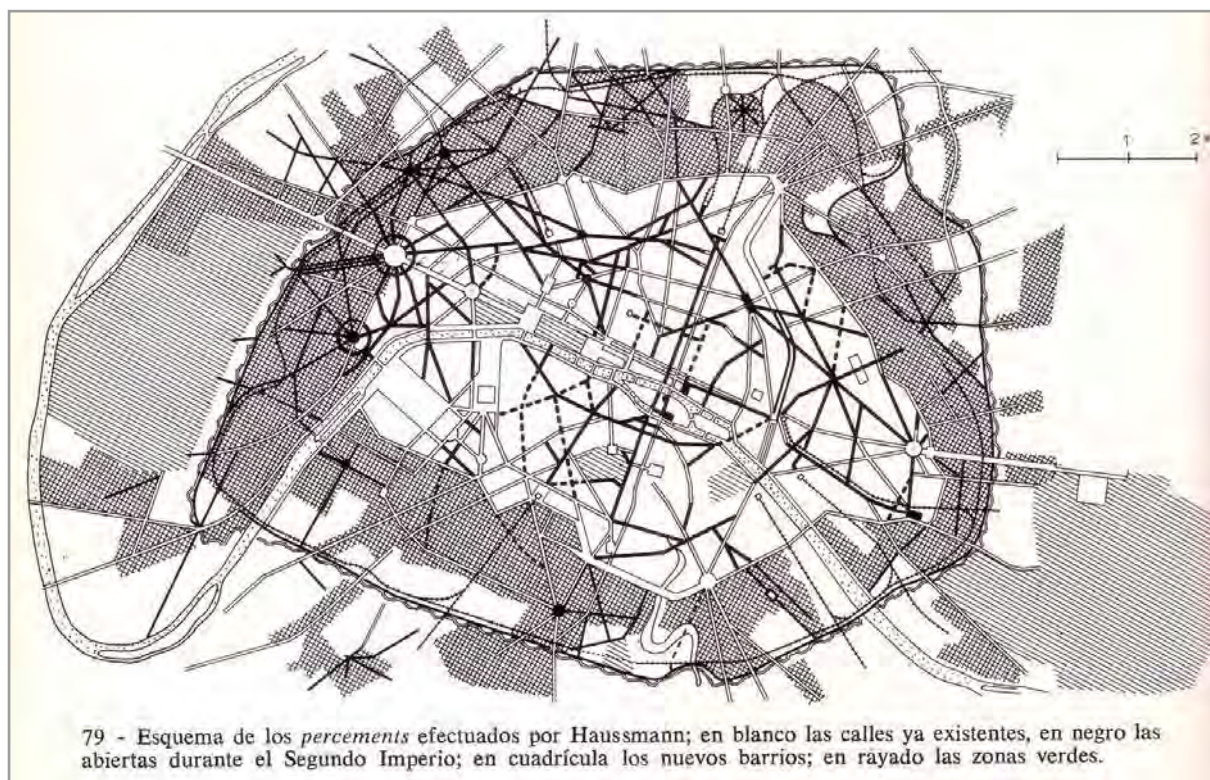 1
2
79 - Esquema de los percements efectuados por Haussmann; en blanco las calles ya existentes, en negro las
abiertas durante el Segundo Imperio; en cuadrícula los nuevos barrios; en rayado las zonas verdes.